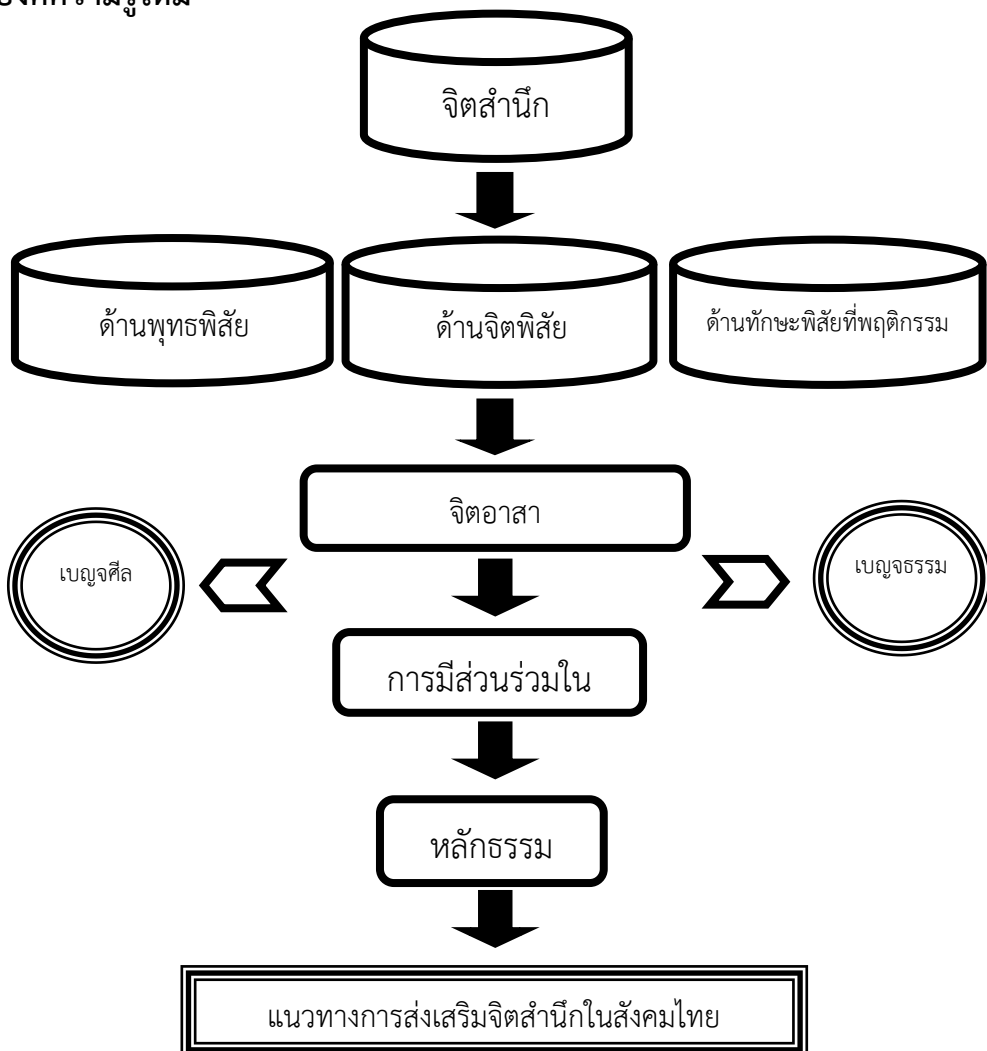 จิตสำนึก
ด้านพุทธพิสัย
ด้านจิตพิสัย
ด้านทักษะพิสัยที่พฤติกรรม
จิตอาสา
เบญจศีล
เบญจธรรม
การมีส่วนร่วมใน
หลักธรรม
แนวทางการส่งเสริมจิตสำนึกในสังคมไทย